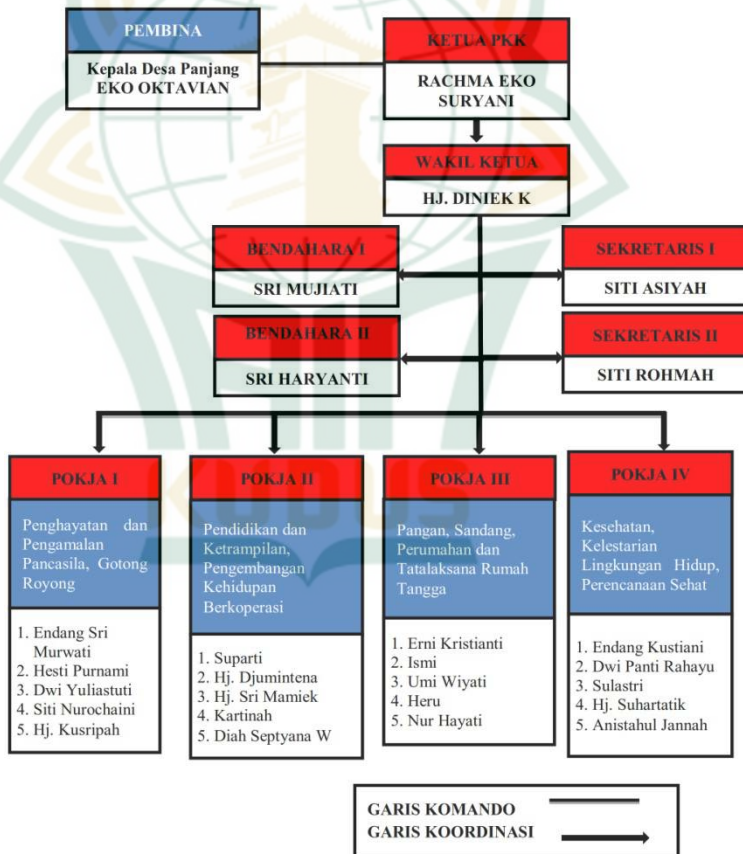 PEMBINA
Kepala Desa Panjang
EKO OKTAVIAN
KETUA PKK
RACHMA EKO
SURYANI
WAKIL KETUA
HJ. DINIEK K
BENDAHARA I
SRI MUJIATI
SEKRETARIS I
SITI ASIYAH
BENDAHARA II
SRI HARYANTI
SEKRETARIS II
SITI ROHMAH
POKJA I
Penghayatan dan
Pengamalan
Pancasila, Gotong
Royong
1. Endang Sri
Murwati
2. Hesti Purnami
3. Dwi Yuliastuti
4. Siti Nurochaini
5. Hj. Kusripah
POKJA II
Pendidikan dan
Ketrampilan,
Pengembangan
Kehidupan
Berkoperasi
1. Suparti
2. Hj. Djumintena
3. Hj. Sri Mamiek
4. Kartinah
5. Diah Septyana W
POKJA III
Pangan, Sandang,
Perumahan dan
Tatalaksana Rumah
Tangga
1. Erni Kristianti
2. Ismi
3. Umi Wiyati
4. Heru
5. Nur Hayati
POKJA IV
Kesehatan,
Kelestarian
Lingkungan Hidup,
Perencanaan Sehat
1. Endang Kustiani
2. Dwi Panti Rahayu
3. Sulastri
4. Hj. Suhartatik
5. Anistahul Jannah
KUDUS
GARIS KOMANDO
GARIS KOORDINASI